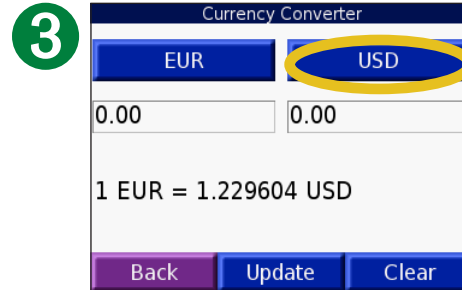 3
Currency Converter
EUR USD
0.00 0.00
1 EUR = 1.229604 USD
Back Update Clear